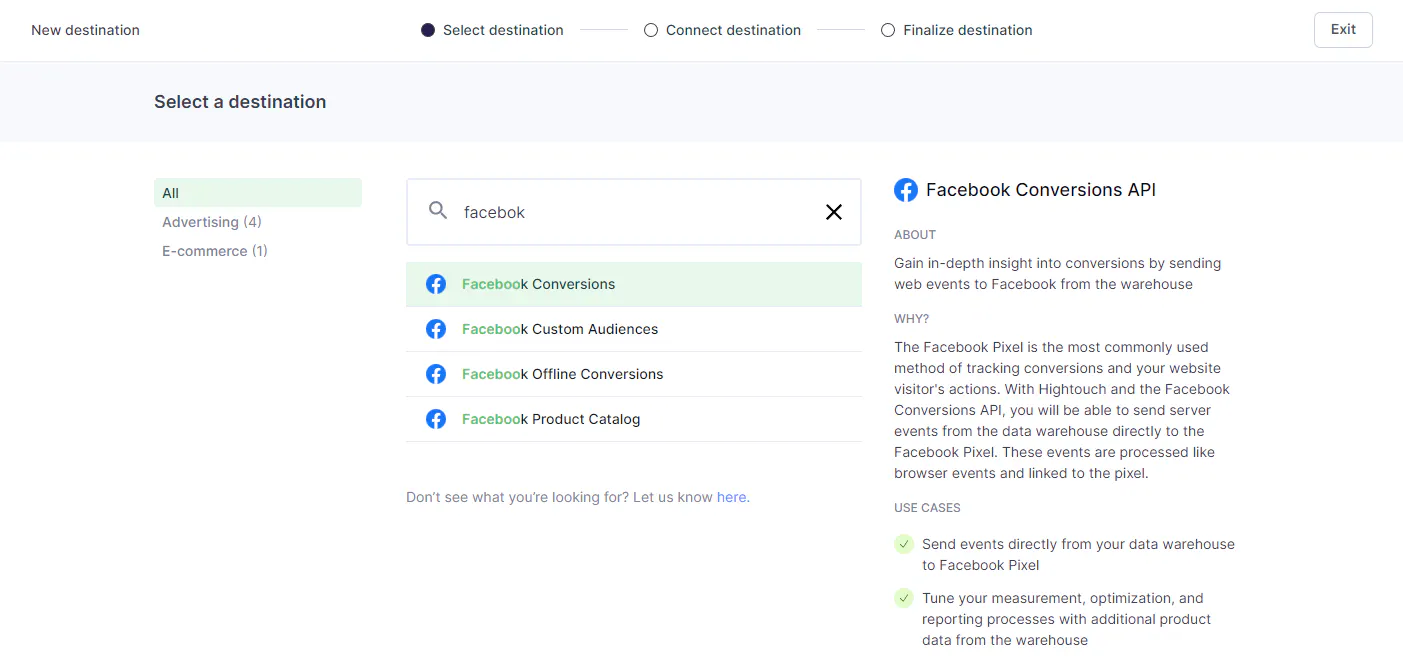 New destination
Select destination
Connect destination
Finalize destination
Exit
Select a destination
All
Advertising (4)
E-commerce (1)
facebok
Facebook Conversions
Facebook Custom Audiences
Facebook Offline Conversions
Facebook Product Catalog
Don’t see what you’re looking for? Let us know here.
Facebook Conversions API
ABOUT
Gain in-depth insight into conversions by sending
web events to Facebook from the warehouse
WHY?
The Facebook Pixel is the most commonly used
method of tracking conversions and your website
visitor's actions. With Hightouch and the Facebook
Conversions API, you will be able to send server
events from the data warehouse directly to the
Facebook Pixel. These events are processed like
browser events and linked to the pixel.
USE CASES
Send events directly from your data warehouse
to Facebook Pixel
Tune your measurement, optimization, and
reporting processes with additional product
data from the warehouse